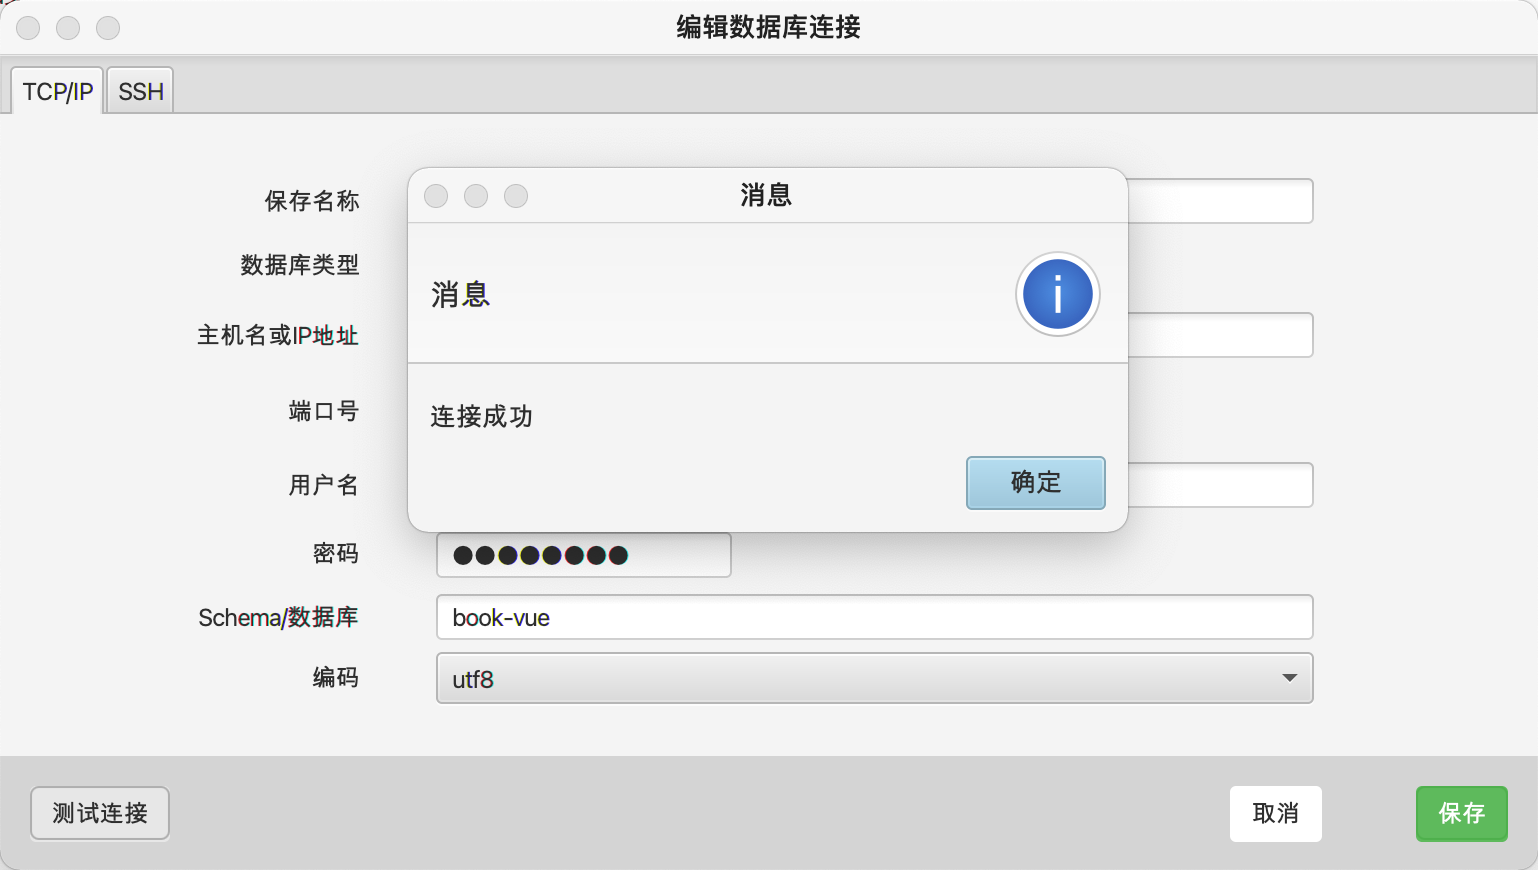 编辑数据库连接
TCP/IP
SSH
保存名称
数据库类型
主机名或IP地址
端口号
用户名
密码
●●●●●●●●
Schema/数据库
book-vue
编码
utf8
消息
消息
连接成功
确定
测试连接
取消
保存